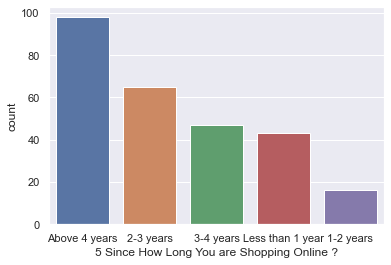 100
80
60
40
20
0
count
Above 4 years 2-3 years 3-4 years Less than 1 year 1-2 years
5 Since How Long You are Shopping Online ?